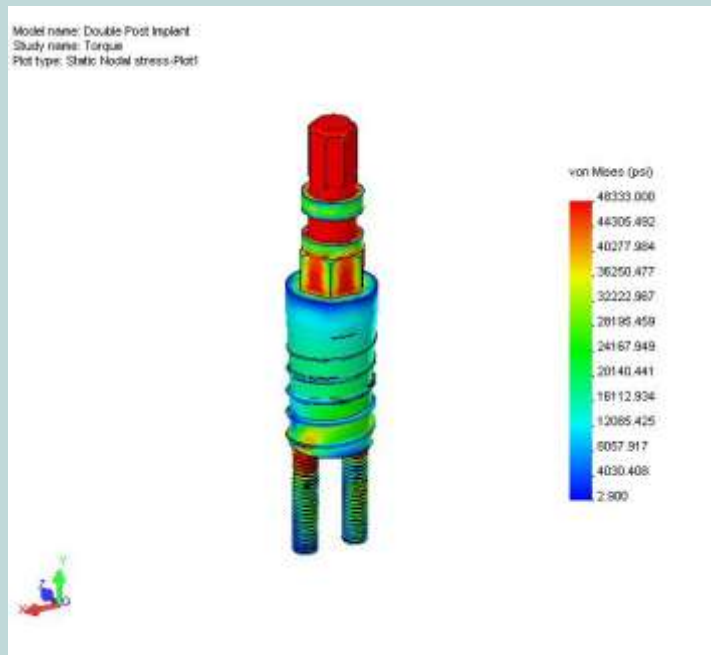 Model name: Double Post Implant
Study name: Torque
Plot type: Static Nodal stress-Plot1
von Mises (psi)
48333.000
44305.492
40277.984
36250.477
32222.967
28195.459
24167.949
20140.441
16112.934
12085.425
8057.917
4030.408
2.900
Y
Z
X